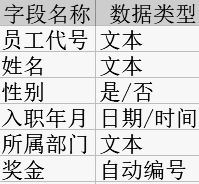 字段名称 数据类型
员工代号 文本
姓名 文本
性别 是/否
入职年月 日期/时间
所属部门 文本
奖金 自动编号